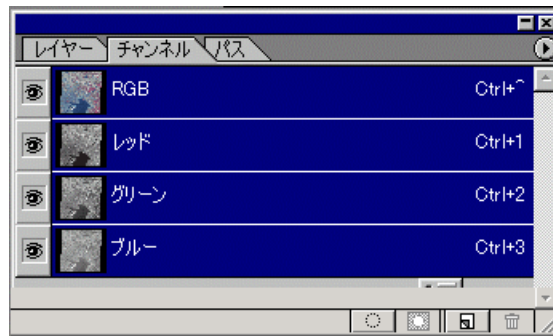 レイヤー チャンネル パス
RGB Ctrl+^
レッド Ctrl+1
グリーン Ctrl+2
ブルー Ctrl+3